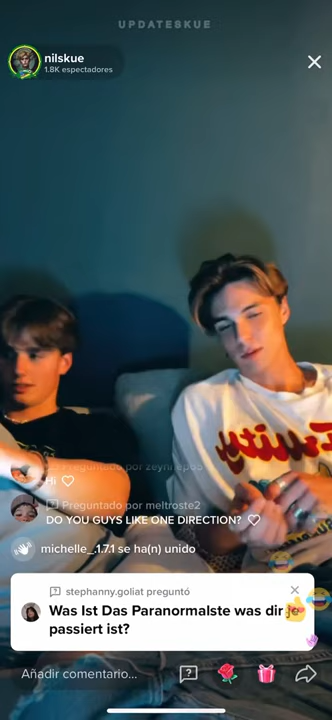 UPDATESKUE
nilskue
1.8K espectadores
Hi
Preguntado por meltroste2
DO YOU GUYS LIKE ONE DIRECTION?
michelle_.1.7.1 se ha(n) unido
stephanny.goliat preguntó
Was Ist Das Paranormalste was dir je
passiert ist?
Añadir comentario...